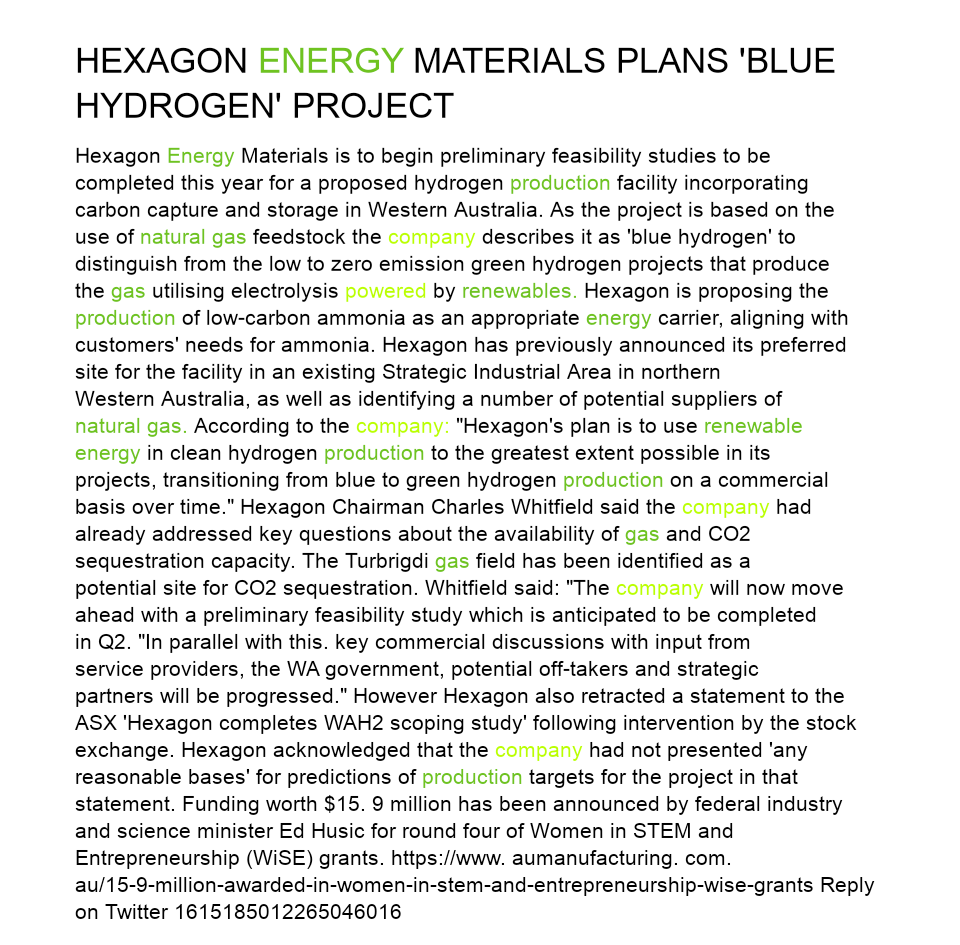 HEXAGON ENERGY MATERIALS PLANS 'BLUE
HYDROGEN' PROJECT
Hexagon Energy Materials is to begin preliminary feasibility studies to be
completed this year for a proposed hydrogen production facility incorporating
carbon capture and storage in Western Australia. As the project is based on the
use of natural gas feedstock the company describes it as 'blue hydrogen' to
distinguish from the low to zero emission green hydrogen projects that produce
the gas utilising electrolysis powered by renewables. Hexagon is proposing the
production of low-carbon ammonia as an appropriate energy carrier, aligning with
customers' needs for ammonia. Hexagon has previously announced its preferred
site for the facility in an existing Strategic Industrial Area in northern
Western Australia, as well as identifying a number of potential suppliers of
natural gas. According to the company: "Hexagon's plan is to use renewable
energy in clean hydrogen production to the greatest extent possible in its
projects, transitioning from blue to green hydrogen production on a commercial
basis over time." Hexagon Chairman Charles Whitfield said the company had
already addressed key questions about the availability of gas and CO2
sequestration capacity. The Turbrigdi gas field has been identified as a
potential site for CO2 sequestration. Whitfield said: "The company will now move
ahead with a preliminary feasibility study which is anticipated to be completed
in Q2. "In parallel with this. key commercial discussions with input from
service providers, the WA government, potential off-takers and strategic
partners will be progressed." However Hexagon also retracted a statement to the
ASX 'Hexagon completes WAH2 scoping study' following intervention by the stock
exchange. Hexagon acknowledged that the company had not presented 'any
reasonable bases' for predictions of production targets for the project in that
statement. Funding worth $15. 9 million has been announced by federal industry
and science minister Ed Husic for round four of Women in STEM and
Entrepreneurship (WiSE) grants. https://www. aumanufacturing. com.
au/15-9-million-awarded-in-women-in-stem-and-entrepreneurship-wise-grants Reply
on Twitter 1615185012265046016